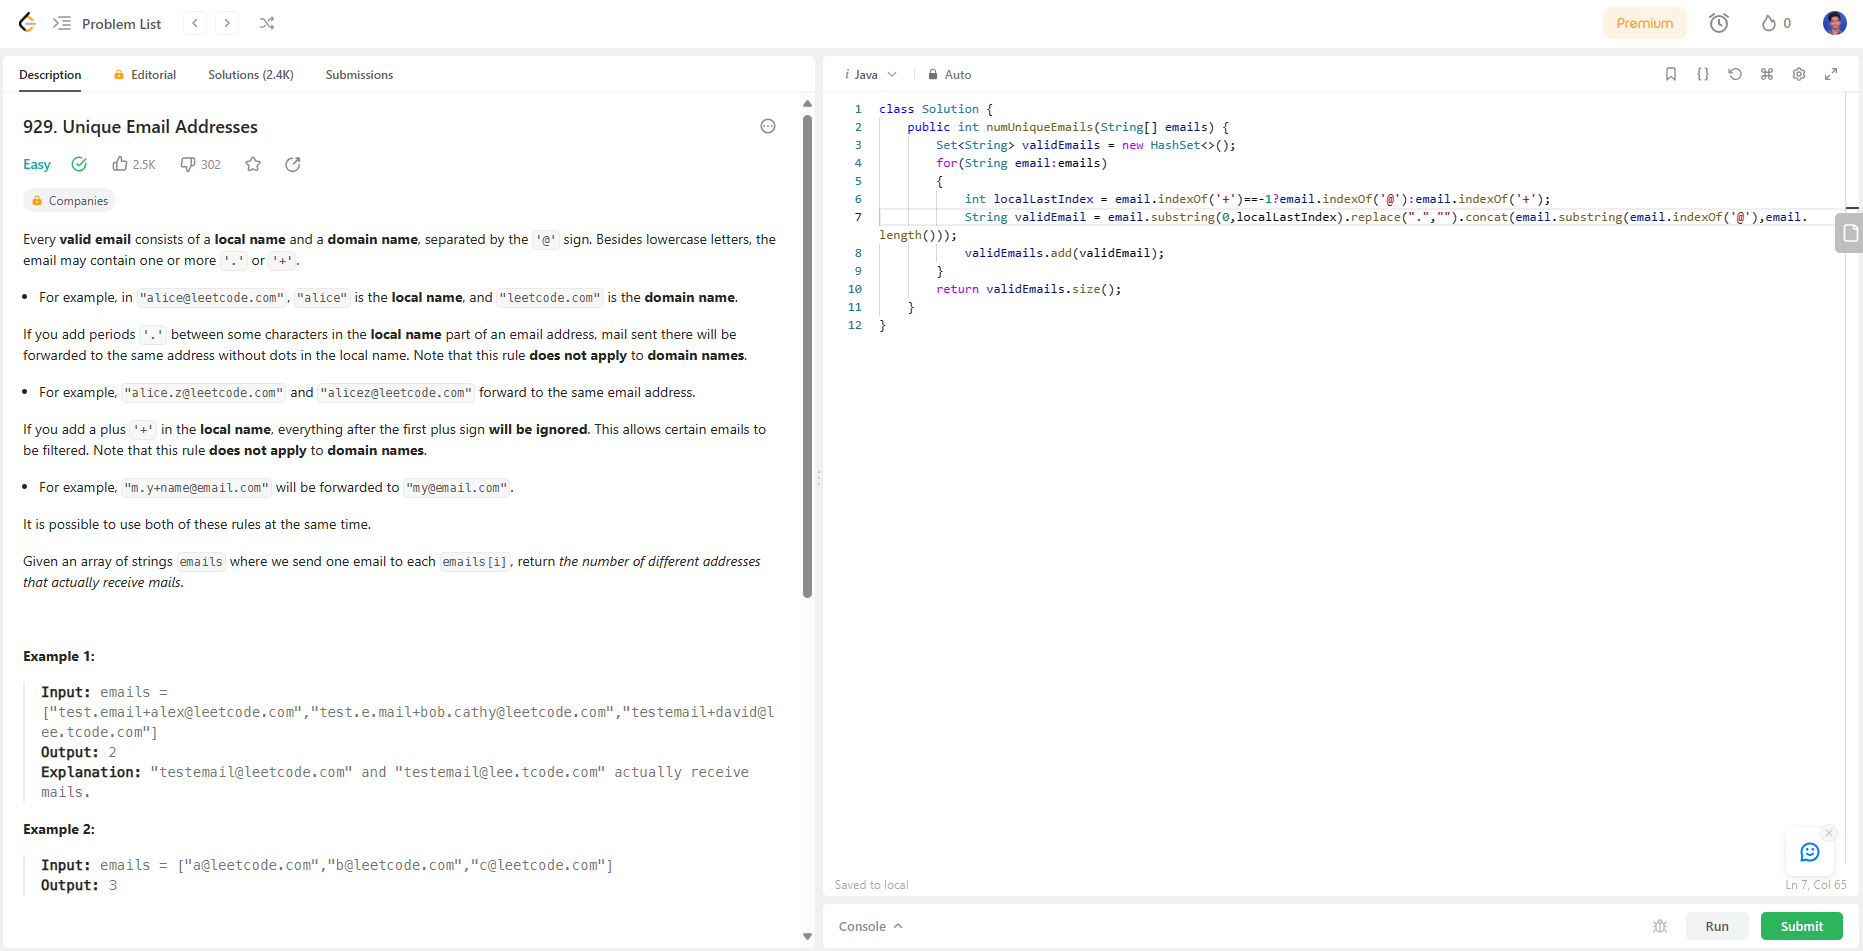 Problem List
Premium
0
Description
Editorial
Solutions (2.4K)
Submissions
929. Unique Email Addresses
Easy
2.5K
302
Companies
Every valid email consists of a local name and a domain name, separated by the '@' sign. Besides lowercase letters, the
email may contain one or more '.' or '+'.
• For example, in "alice@leetcode.com", "alice" is the local name, and "leetcode.com" is the domain name.
If you add periods '.' between some characters in the local name part of an email address, mail sent there will be
forwarded to the same address without dots in the local name. Note that this rule does not apply to domain names.
• For example, "alice.z@leetcode.com" and "alicez@leetcode.com" forward to the same email address.
If you add a plus '+' in the local name, everything after the first plus sign will be ignored. This allows certain emails to
be filtered. Note that this rule does not apply to domain names.
• For example, "m.y+name@email.com" will be forwarded to "my@email.com".
It is possible to use both of these rules at the same time.
Given an array of strings emails where we send one email to each emails[i], return the number of different addresses
that actually receive mails.
Example 1:
Input: emails =
["test.email+alex@leetcode.com","test.e.mail+bob.cathy@leetcode.com","testemail+david@l
ee.tcode.com"]
Output: 2
Explanation: "testemail@leetcode.com" and "testemail@lee.tcode.com" actually receive
mails.
Example 2:
Input: emails = ["a@leetcode.com","b@leetcode.com","c@leetcode.com"]
Output: 3
i Java
Auto
1 class Solution {
2 public int numUniqueEmails(String[] emails) {
3 Set<String> validEmails = new HashSet<>();
4 for(String email:emails)
5 {
6 int localLastIndex = email.indexOf('+')==-1?email.indexOf('@'):email.indexOf('+');
7 String validEmail = email.substring(0,localLastIndex).replace(".","").concat(email.substring(email.indexOf('@'),email.
length()));
8 validEmails.add(validEmail);
9 }
10 return validEmails.size();
11 }
12 }
Saved to local
Ln 7, Col 65
Console
Run
Submit